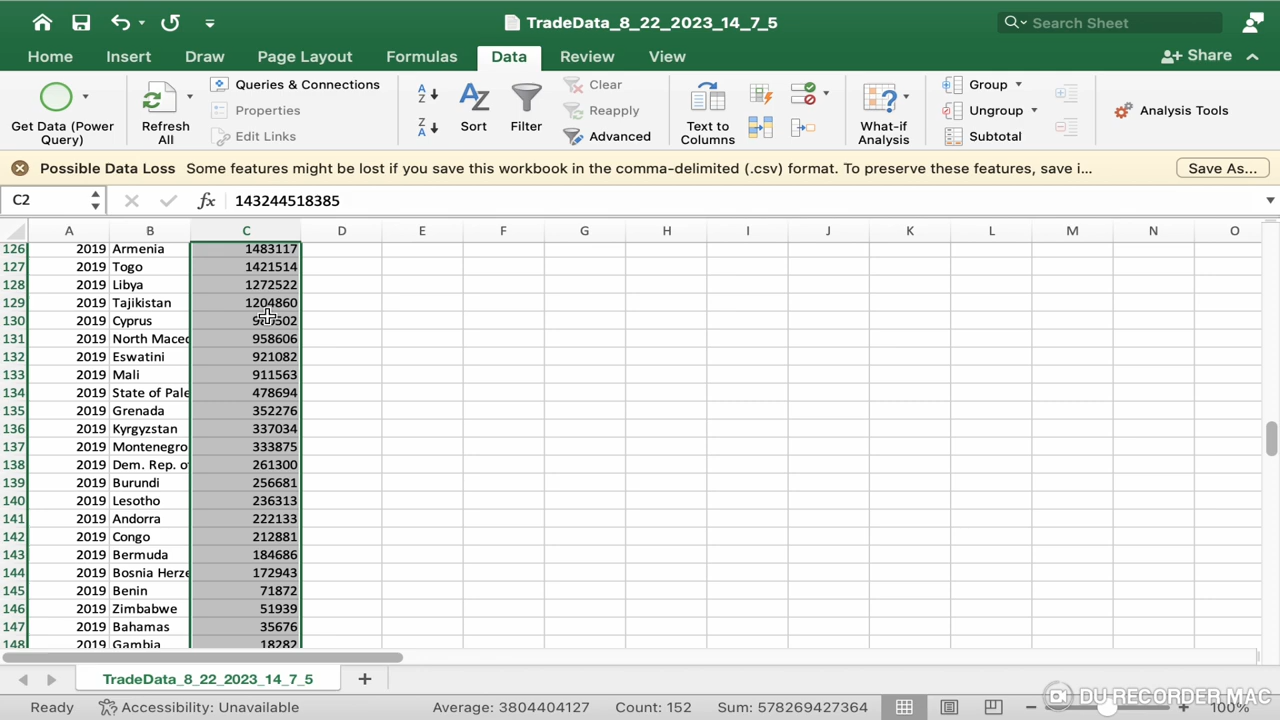 TradeData_8_22_2023_14_7_5
Search Sheet
Home Insert Draw Page Layouts Formulas Data Review View Share
Get Data (Power Query)
Refresh All
Queries & Connections
Properties
Edit Links
Sort
Filter
Clear
Reapply
Advanced
Text to Columns
What-if Analysis
Group
Ungroup
Subtotal
Analysis Tools
Possible Data Loss Some features might be lost if you save this workbook in the comma-delimited (.csv) format. To preserve these features, save i... Save As...
C2 fx 143244518385
A B C D E F G H I J K L M N O
126 2019 Armenia 1483117
127 2019 Togo 1421514
128 2019 Libya 1272522
129 2019 Tajikistan 1204860
130 2019 Cyprus
131 2019 North Maced 958606
132 2019 Eswatini 921082
133 2019 Mali 911563
134 2019 State of Pale 478694
135 2019 Grenada 352276
136 2019 Kyrgyzstan 337034
137 2019 Montenegro 333875
138 2019 Dem. Rep. o 261300
139 2019 Burundi 256681
140 2019 Lesotho 236313
141 2019 Andorra 222133
142 2019 Congo 212881
143 2019 Bermuda 184686
144 2019 Bosnia Herze 172943
145 2019 Benin 71872
146 2019 Zimbabwe 51939
147 2019 Bahamas 35676
148 2019 Gambia 18282
TradeData_8_22_2023_14_7_5
Ready Accessibility: Unavailable Average: 3804404127 Count: 152 Sum: 578269427364 100%
DU RECORDER MAC